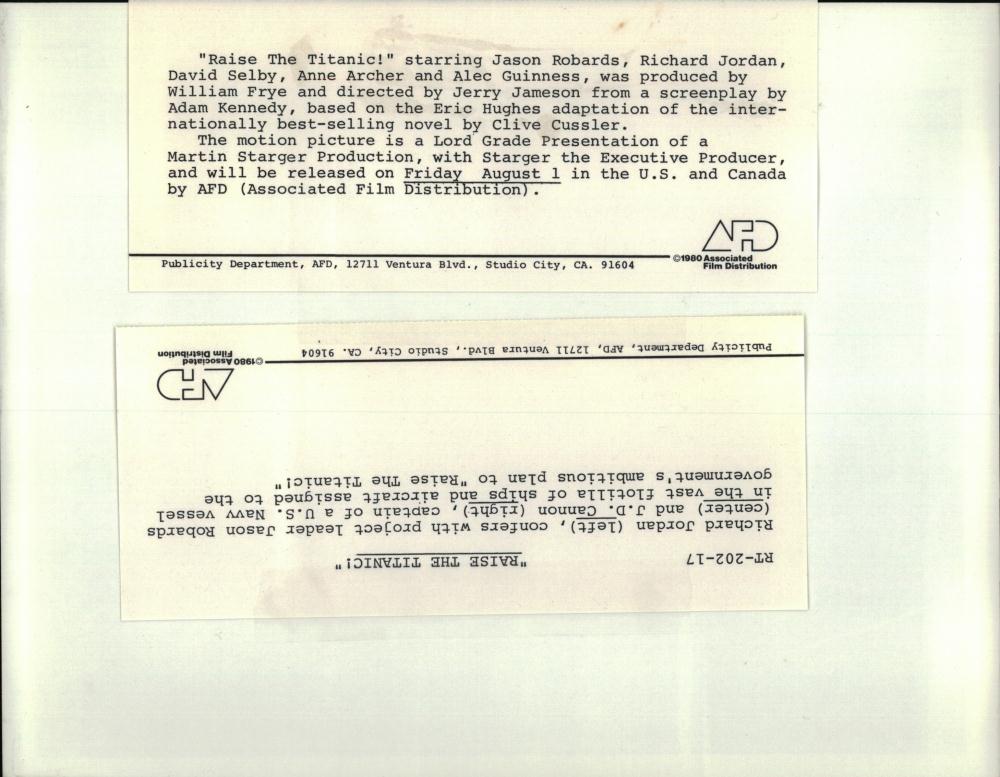 "Raise The Titanic!" starring Jason Robards, Richard Jordan,
David Selby, Anne Archer and Alec Guinness, was produced by
William Frye and directed by Jerry Jameson from a screenplay by
Adam Kennedy, based on the Eric Hughes adaptation of the inter-
nationally best-selling novel by Clive Cussler.
The motion picture is a Lord Grade Presentation of a
Martin Starger Production, with Starger the Executive Producer,
and will be released on Friday August 1 in the U.S. and Canada
by AFD (Associated Film Distribution).
AFD
©1980 Associated
Film Distribution
Publicity Department, AFD, 12711 Ventura Blvd., Studio City, CA. 91604
RT-202-17 "RAISE THE TITANIC!"
Richard Jordan (left), confers with project leader Jason Robards
(center) and J.D. Cannon (right), captain of a U.S. Navy vessel
in the vast flotilla of ships and aircraft assigned to the
government's ambitious plan to "Raise The Titanic!"
AFD
©1980 Associated
Film Distribution
Publicity Department, AFD, 12711 Ventura Blvd., Studio City, CA. 91604